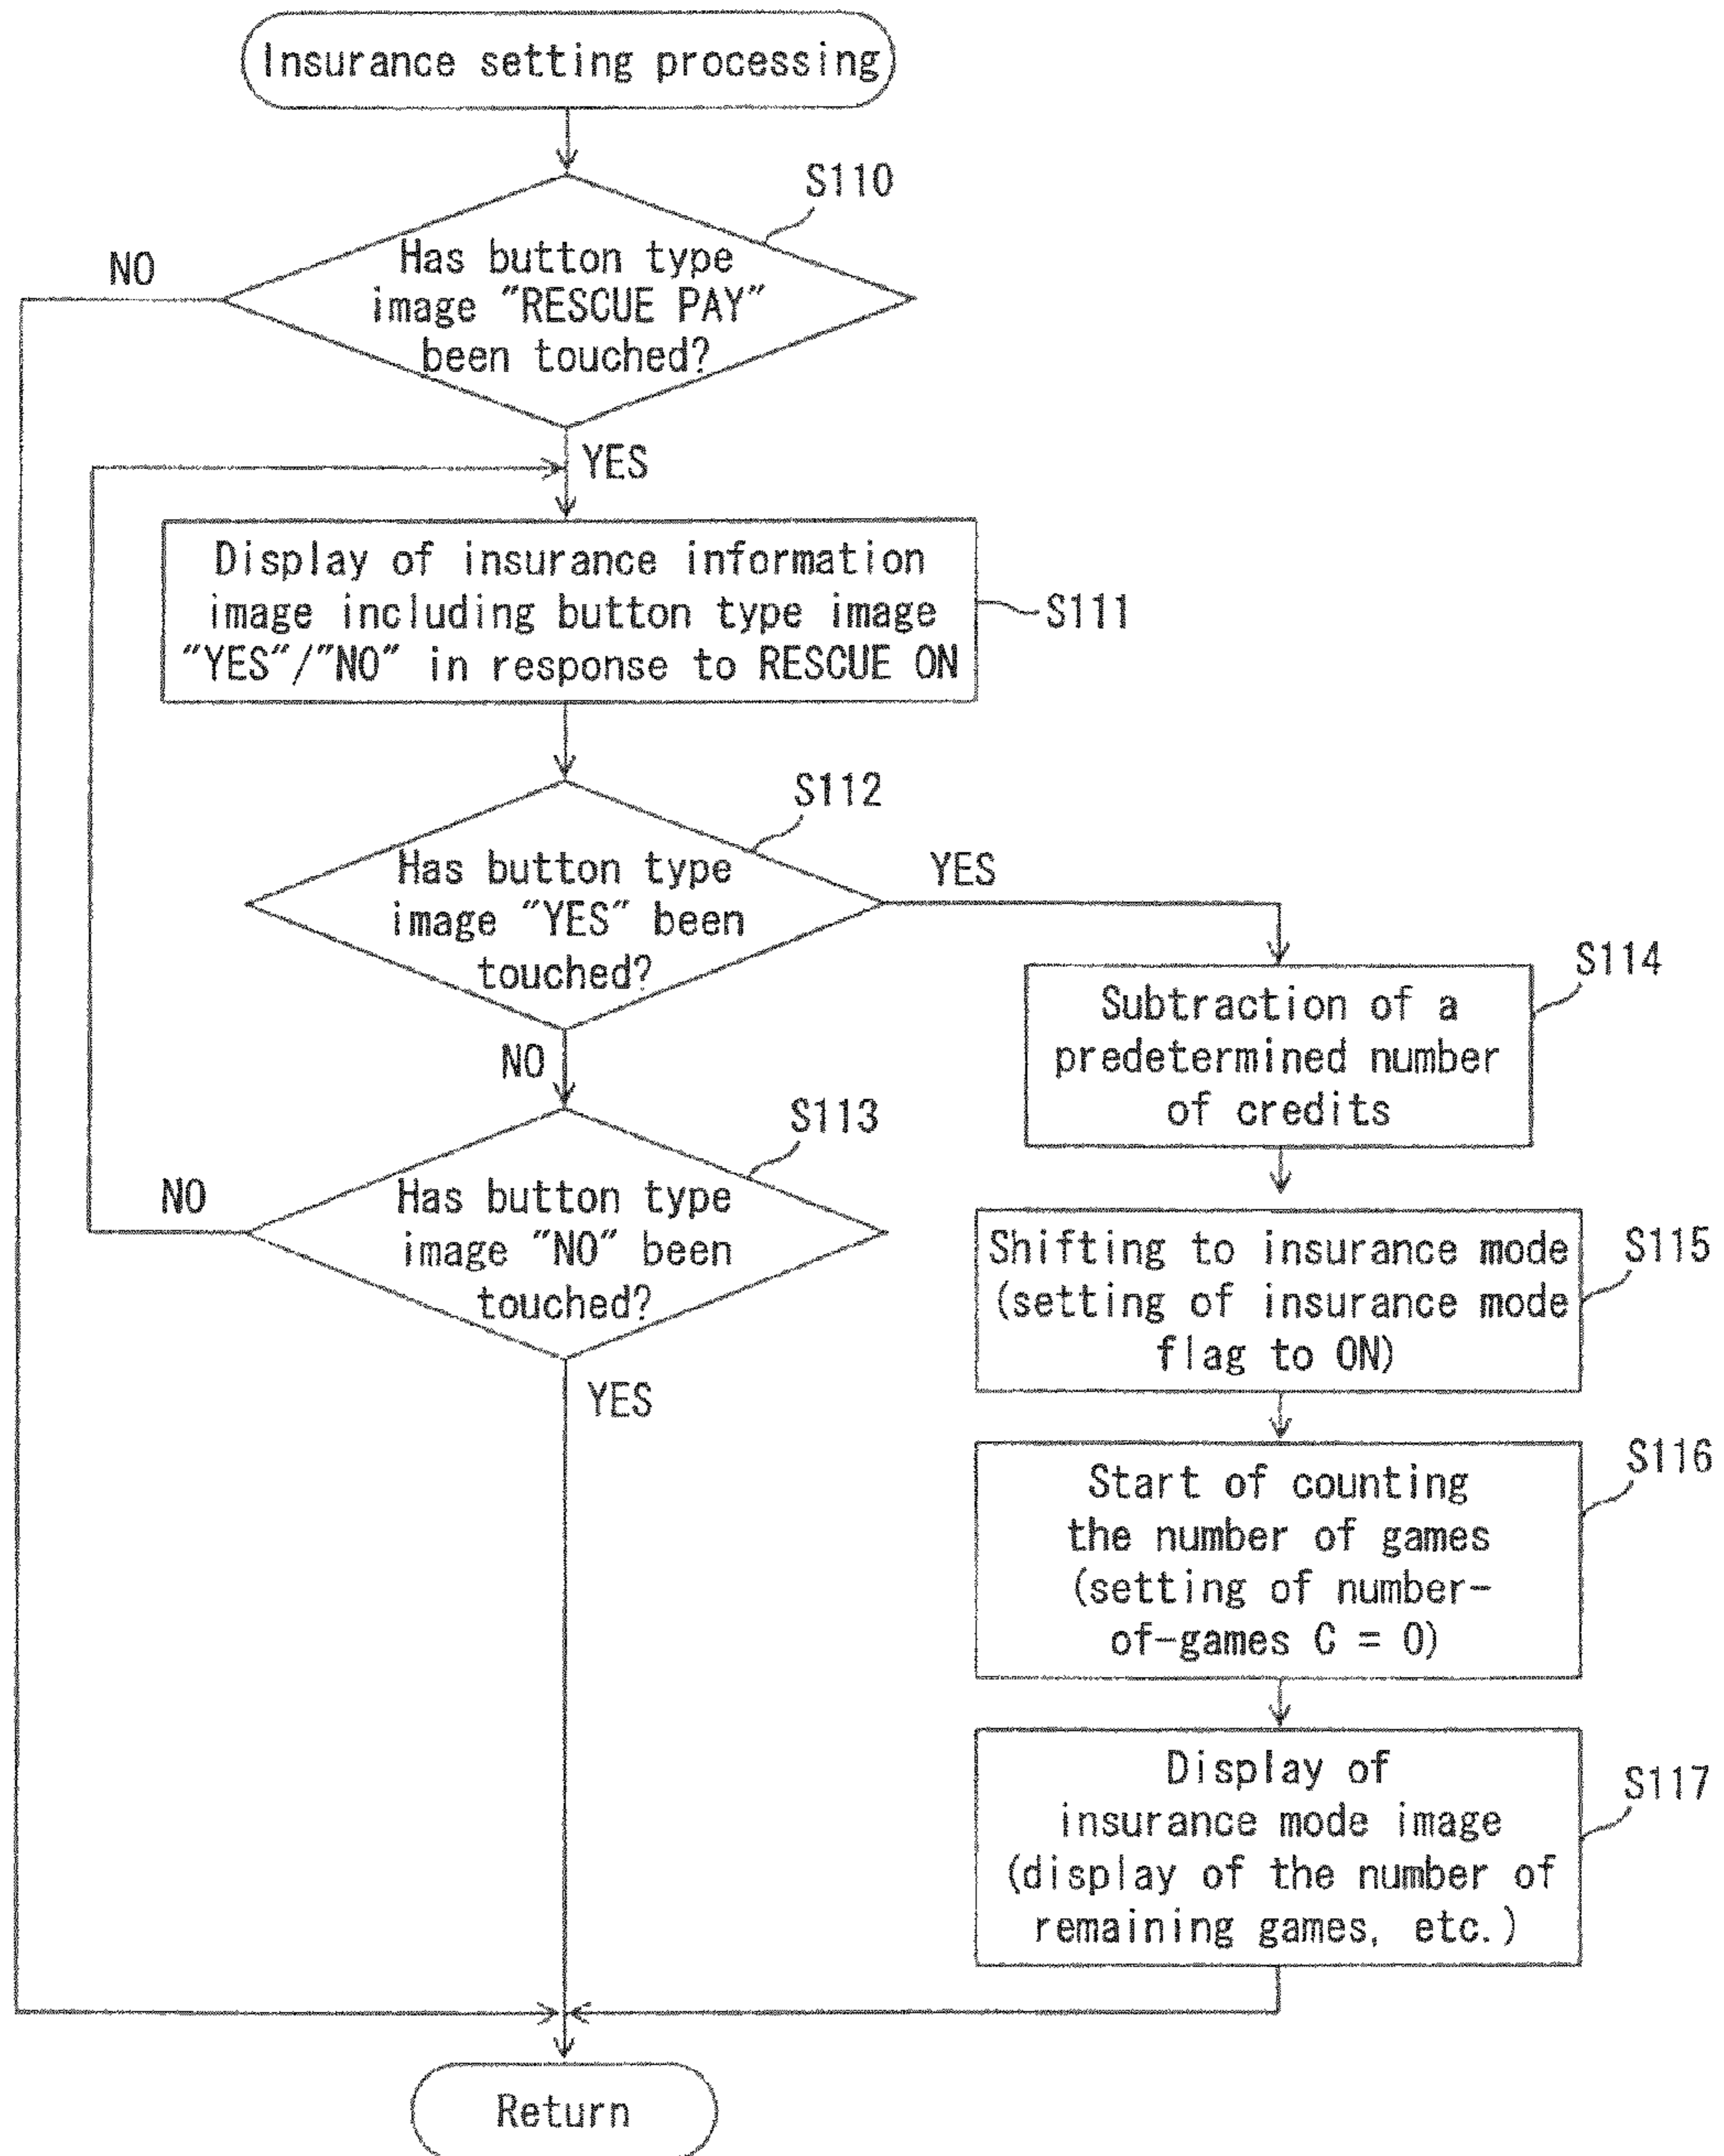 Insurance setting processing
S110
NO
Has button type
image "RESCUE PAY"
been touched?
YES
Display of insurance information
image including button type image
"YES"/"NO" in response to RESCUE ON
S111
S112
Has button type
image "YES" been
touched?
YES
NO
S114
Subtraction of a
predetermined number
of credits
S113
NO
Has button type
image "NO" been
touched?
YES
S115
Shifting to insurance mode
(setting of insurance mode
flag to ON)
S116
Start of counting
the number of games
(setting of number-
of-games C = 0)
S117
Display of
insurance mode image
(display of the number of
remaining games, etc.)
Return